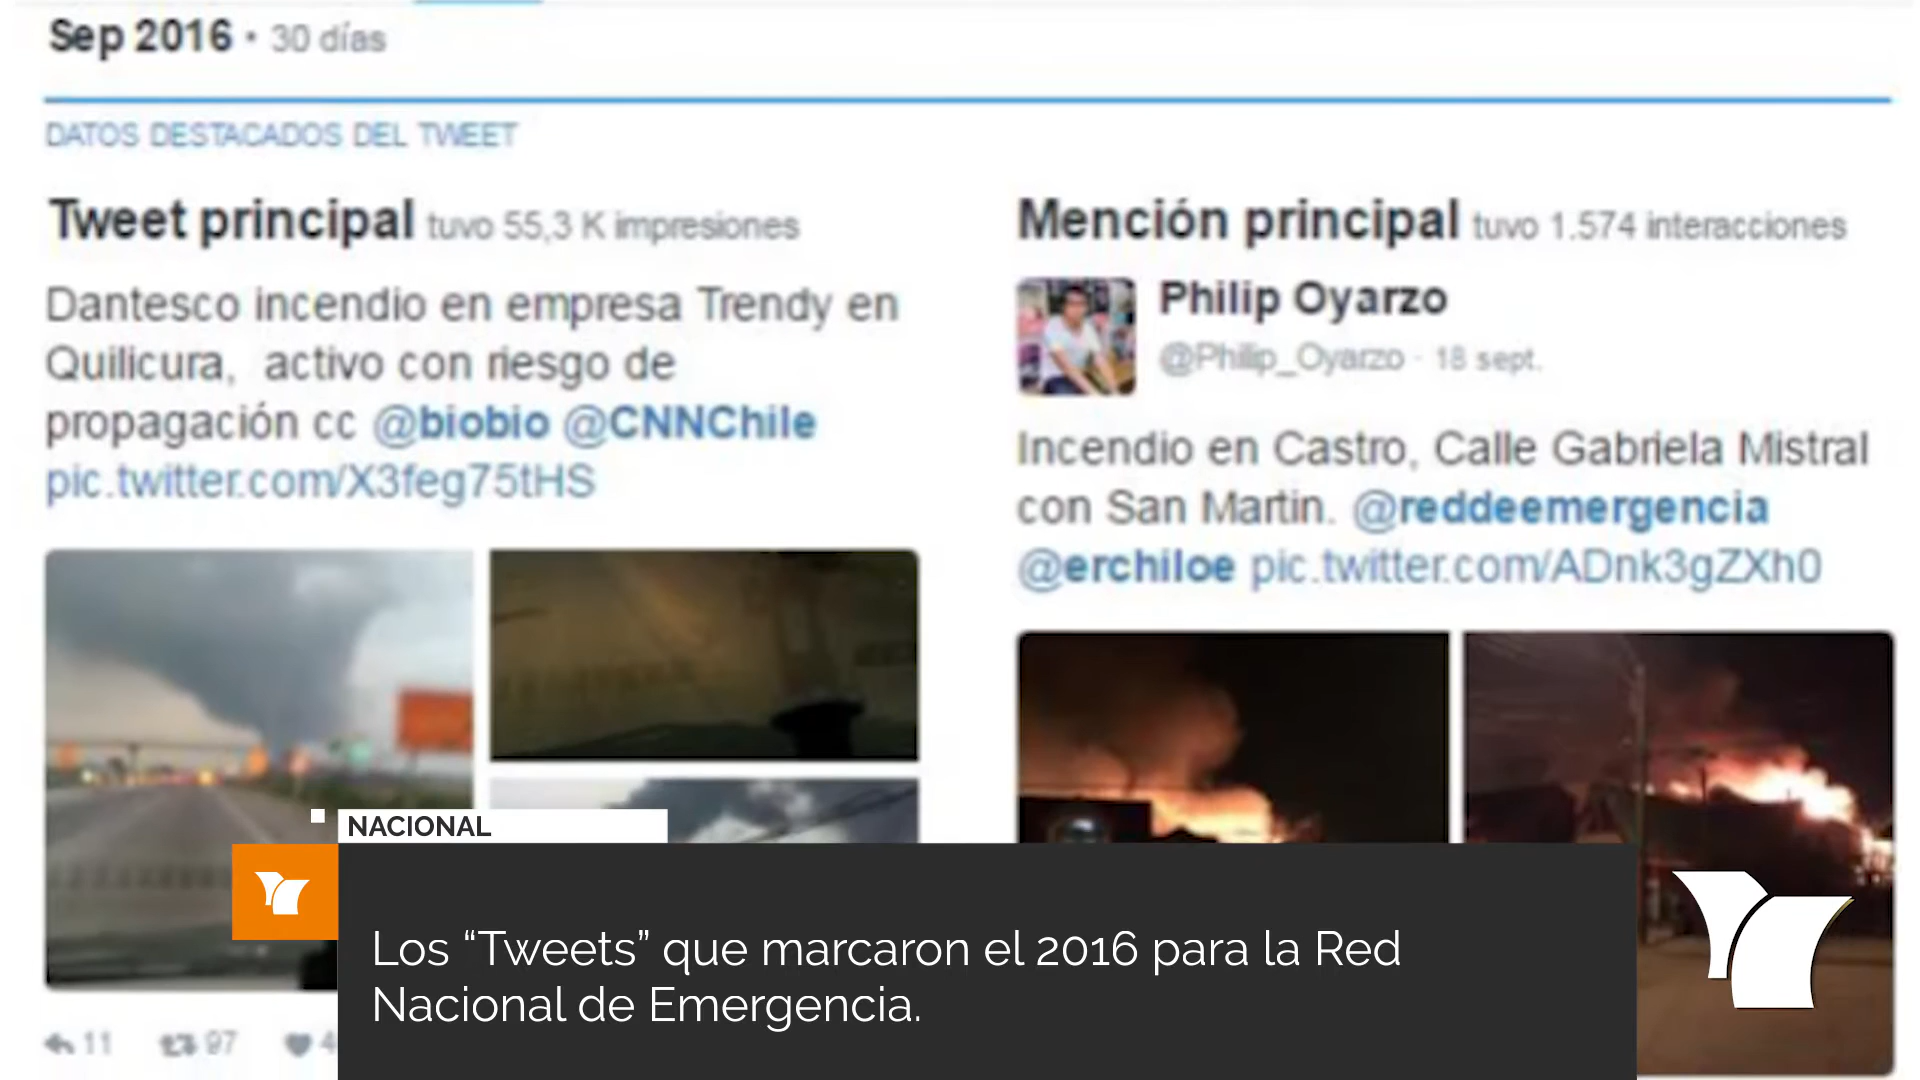 Sep 2016 • 30 días
DATOS DESTACADOS DEL TWEET
Tweet principal tuvo 55,3 K impresiones
Dantesco incendio en empresa Trendy en
Quilicura, activo con riesgo de
propagación cc @biobio @CNNChile
pic.twitter.com/X3feg75tHS
11 97 4
Mención principal tuvo 1.574 interacciones
Philip Oyarzo
@Philip_Oyarzo · 18 sept.
Incendio en Castro, Calle Gabriela Mistral
con San Martin. @reddeemergencia
@erchiloe pic.twitter.com/ADnk3gZXh0
NACIONAL
Los “Tweets” que marcaron el 2016 para la Red
Nacional de Emergencia.